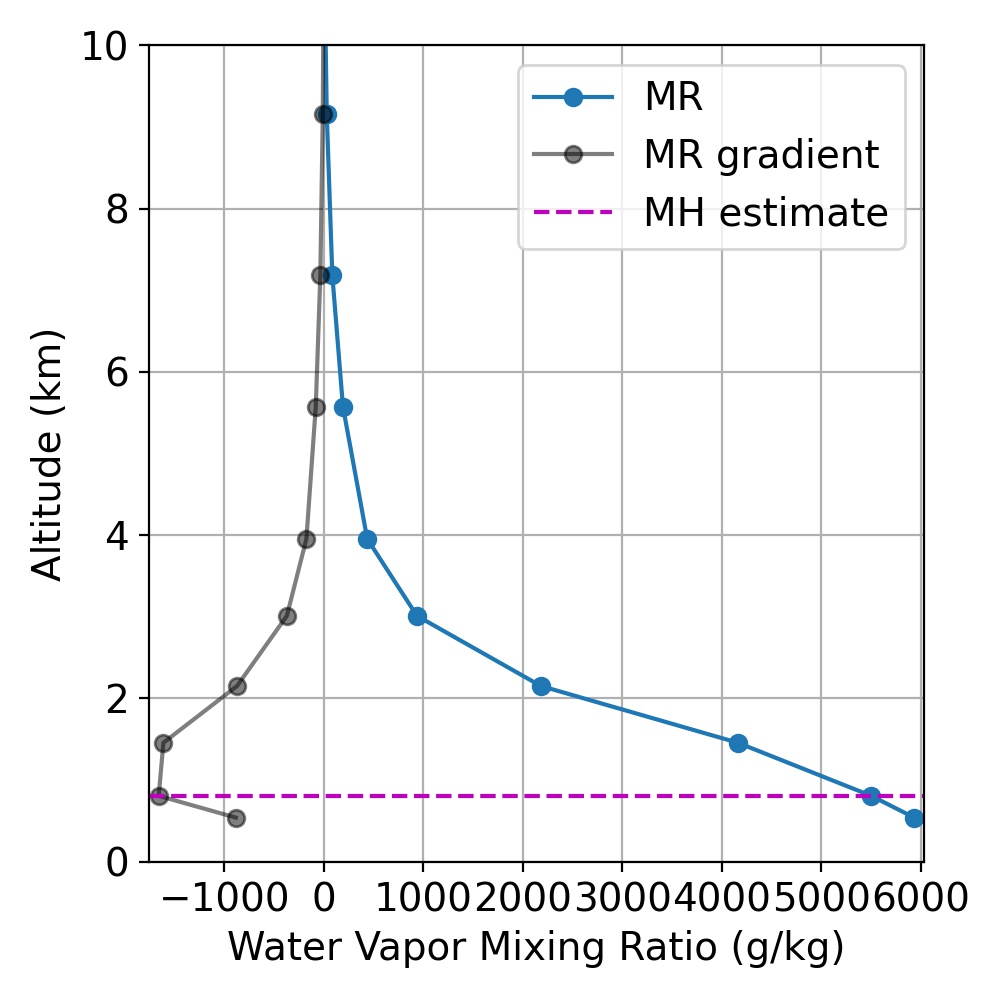 10
8
6
4
2
0
Altitude (km)
MR
MR gradient
MH estimate
−1000 0 1000 2000 3000 4000 5000 6000
Water Vapor Mixing Ratio (g/kg)